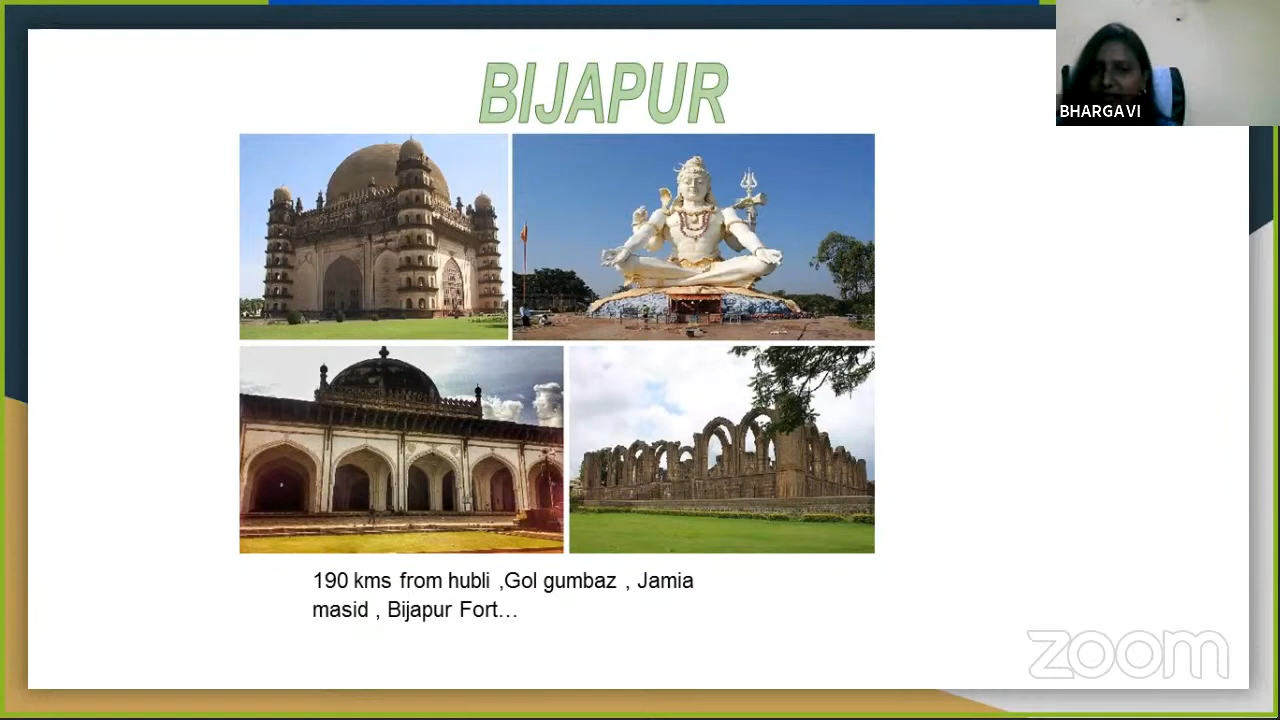 BIJAPUR
BHARGAVI
190 kms from hubli ,Gol gumbaz , Jamia
masid , Bijapur Fort...
zoom